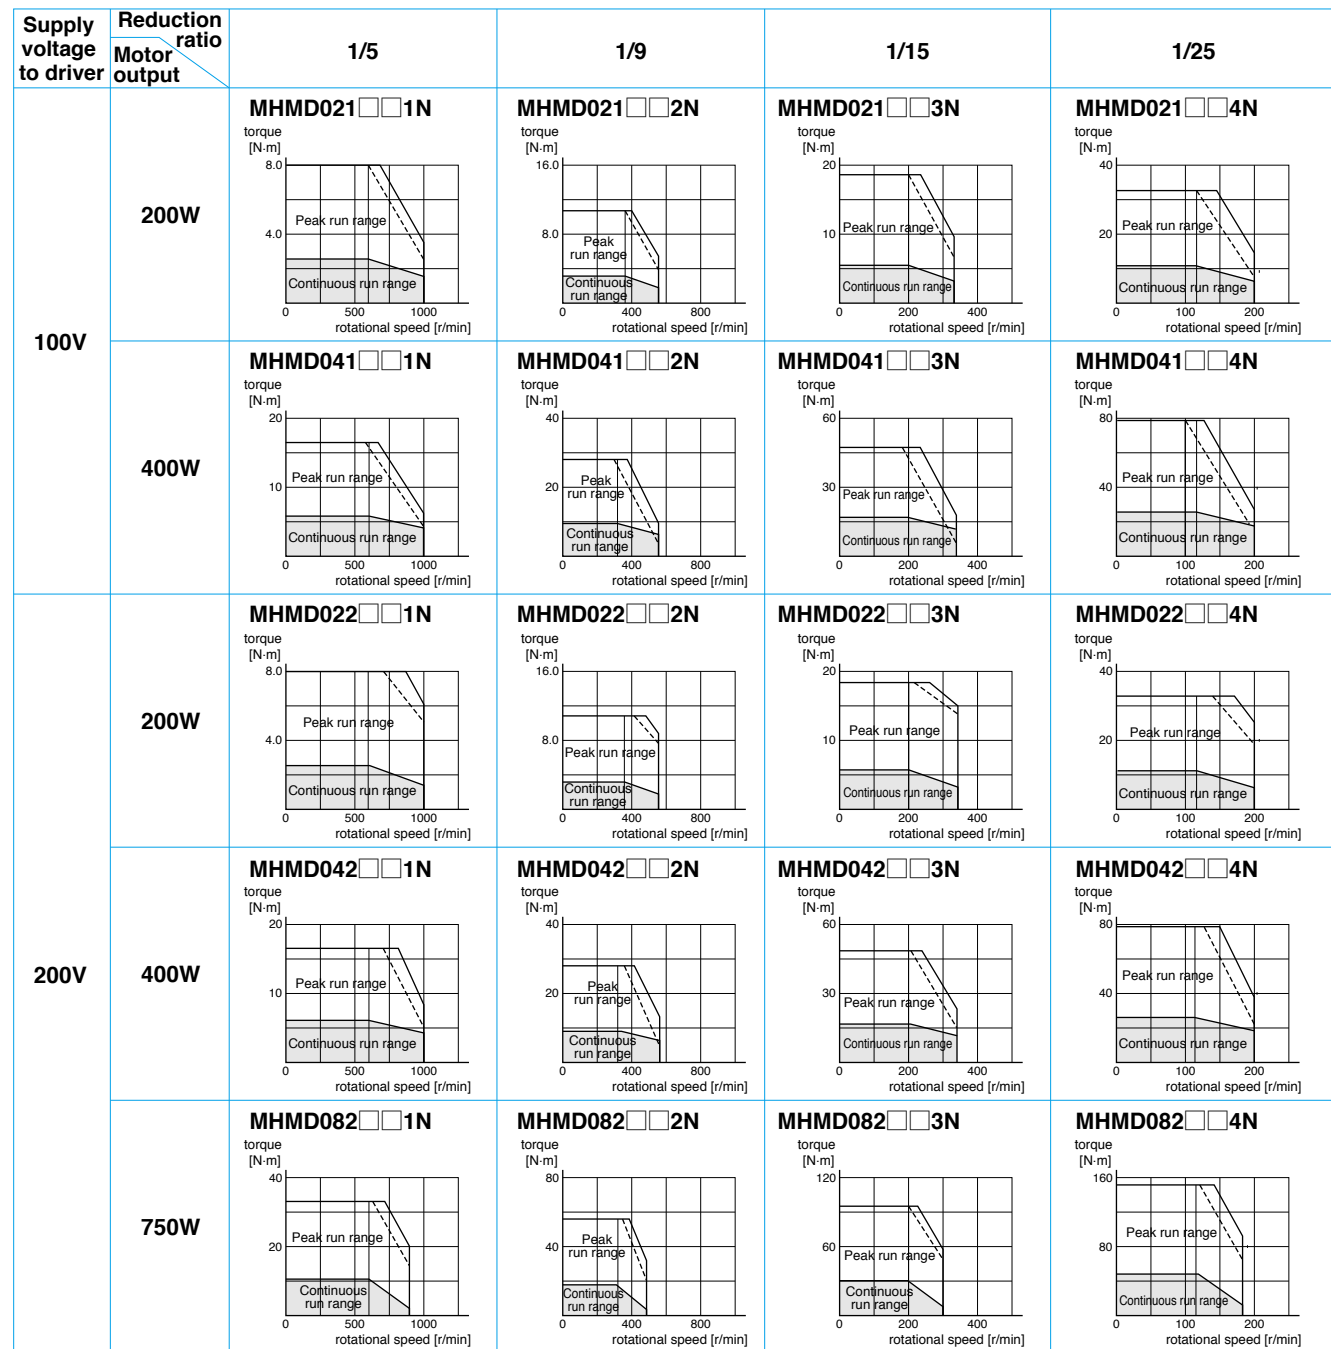 Supply voltage to driver
Reduction ratio
Motor output
1/5
1/9
1/15
1/25
100V
200W
MHMD021□□1N
torque
[N·m]
8.0
4.0
Peak run range
Continuous run range
0 500 1000
rotational speed [r/min]
MHMD021□□2N
torque
[N·m]
16.0
8.0
Peak
run range
Continuous
run range
0 400 800
rotational speed [r/min]
MHMD021□□3N
torque
[N·m]
20
10
Peak run range
Continuous run range
0 200 400
rotational speed [r/min]
MHMD021□□4N
torque
[N·m]
40
20
Peak run range
Continuous run range
0 100 200
rotational speed [r/min]
400W
MHMD041□□1N
torque
[N·m]
20
10
Peak run range
Continuous run range
0 500 1000
rotational speed [r/min]
MHMD041□□2N
torque
[N·m]
40
20
Peak
run range
Continuous
run range
0 400 800
rotational speed [r/min]
MHMD041□□3N
torque
[N·m]
60
30
Peak run range
Continuous run range
0 200 400
rotational speed [r/min]
MHMD041□□4N
torque
[N·m]
80
40
Peak run range
Continuous run range
0 100 200
rotational speed [r/min]
200V
200W
MHMD022□□1N
torque
[N·m]
8.0
4.0
Peak run range
Continuous run range
0 500 1000
rotational speed [r/min]
MHMD022□□2N
torque
[N·m]
16.0
8.0
Peak run range
Continuous
run range
0 400 800
rotational speed [r/min]
MHMD022□□3N
torque
[N·m]
20
10
Peak run range
Continuous run range
0 200 400
rotational speed [r/min]
MHMD022□□4N
torque
[N·m]
40
20
Peak run range
Continuous run range
0 100 200
rotational speed [r/min]
400W
MHMD042□□1N
torque
[N·m]
20
10
Peak run range
Continuous run range
0 500 1000
rotational speed [r/min]
MHMD042□□2N
torque
[N·m]
40
20
Peak
run range
Continuous
run range
0 400 800
rotational speed [r/min]
MHMD042□□3N
torque
[N·m]
60
30
Peak run range
Continuous run range
0 200 400
rotational speed [r/min]
MHMD042□□4N
torque
[N·m]
80
40
Peak run range
Continuous run range
0 100 200
rotational speed [r/min]
750W
MHMD082□□1N
torque
[N·m]
40
20
Peak run range
Continuous
run range
0 500 1000
rotational speed [r/min]
MHMD082□□2N
torque
[N·m]
80
40
Peak
run range
Continuous
run range
0 400 800
rotational speed [r/min]
MHMD082□□3N
torque
[N·m]
120
60
Peak run range
Continuous
run range
0 200 400
rotational speed [r/min]
MHMD082□□4N
torque
[N·m]
160
80
Peak run range
Continuous run range
0 100 200
rotational speed [r/min]